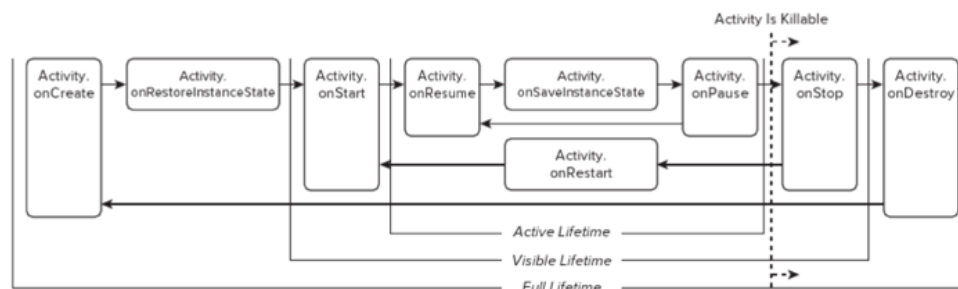 Activity Is Killable
Activity.
onCreate
Activity.
onRestoreInstanceState
Activity.
onStart
Activity.
onResume
Activity.
onSaveInstanceState
Activity.
onPause
Activity.
onStop
Activity.
onDestroy
Activity.
onRestart
Active Lifetime
Visible Lifetime
Full Lifetime